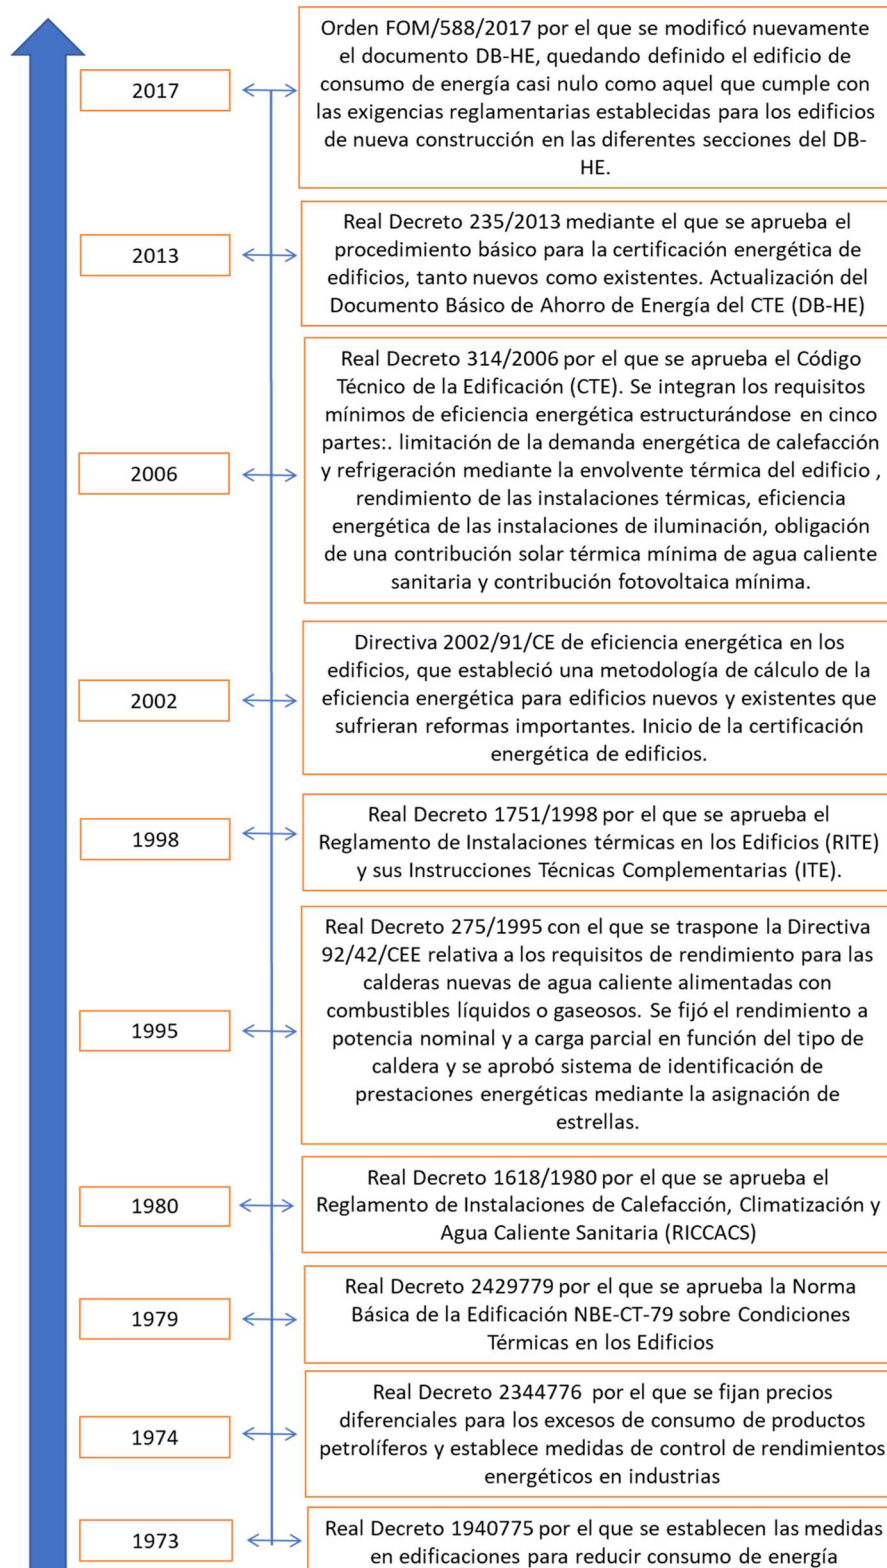 2017
Orden FOM/588/2017 por el que se modificó nuevamente
el documento DB-HE, quedando definido el edificio de
consumo de energía casi nulo como aquel que cumple con
las exigencias reglamentarias establecidas para los edificios
de nueva construcción en las diferentes secciones del DB-
HE.
2013
Real Decreto 235/2013 mediante el que se aprueba el
procedimiento básico para la certificación energética de
edificios, tanto nuevos como existentes. Actualización del
Documento Básico de Ahorro de Energía del CTE (DB-HE)
2006
Real Decreto 314/2006 por el que se aprueba el Código
Técnico de la Edificación (CTE). Se integran los requisitos
mínimos de eficiencia energética estructurándose en cinco
partes:. limitación de la demanda energética de calefacción
y refrigeración mediante la envolvente térmica del edificio ,
rendimiento de las instalaciones térmicas, eficiencia
energética de las instalaciones de iluminación, obligación
de una contribución solar térmica mínima de agua caliente
sanitaria y contribución fotovoltaica mínima.
2002
Directiva 2002/91/CE de eficiencia energética en los
edificios, que estableció una metodología de cálculo de la
eficiencia energética para edificios nuevos y existentes que
sufrieran reformas importantes. Inicio de la certificación
energética de edificios.
1998
Real Decreto 1751/1998 por el que se aprueba el
Reglamento de Instalaciones térmicas en los Edificios (RITE)
y sus Instrucciones Técnicas Complementarias (ITE).
1995
Real Decreto 275/1995 con el que se traspone la Directiva
92/42/CEE relativa a los requisitos de rendimiento para las
calderas nuevas de agua caliente alimentadas con
combustibles líquidos o gaseosos. Se fijó el rendimiento a
potencia nominal y a carga parcial en función del tipo de
caldera y se aprobó sistema de identificación de
prestaciones energéticas mediante la asignación de
estrellas.
1980
Real Decreto 1618/1980 por el que se aprueba el
Reglamento de Instalaciones de Calefacción, Climatización y
Agua Caliente Sanitaria (RICCACS)
1979
Real Decreto 2429779 por el que se aprueba la Norma
Básica de la Edificación NBE-CT-79 sobre Condiciones
Térmicas en los Edificios
1974
Real Decreto 2344776 por el que se fijan precios
diferenciales para los excesos de consumo de productos
petrolíferos y establece medidas de control de rendimientos
energéticos en industrias
1973
Real Decreto 1940775 por el que se establecen las medidas
en edificaciones para reducir consumo de energía